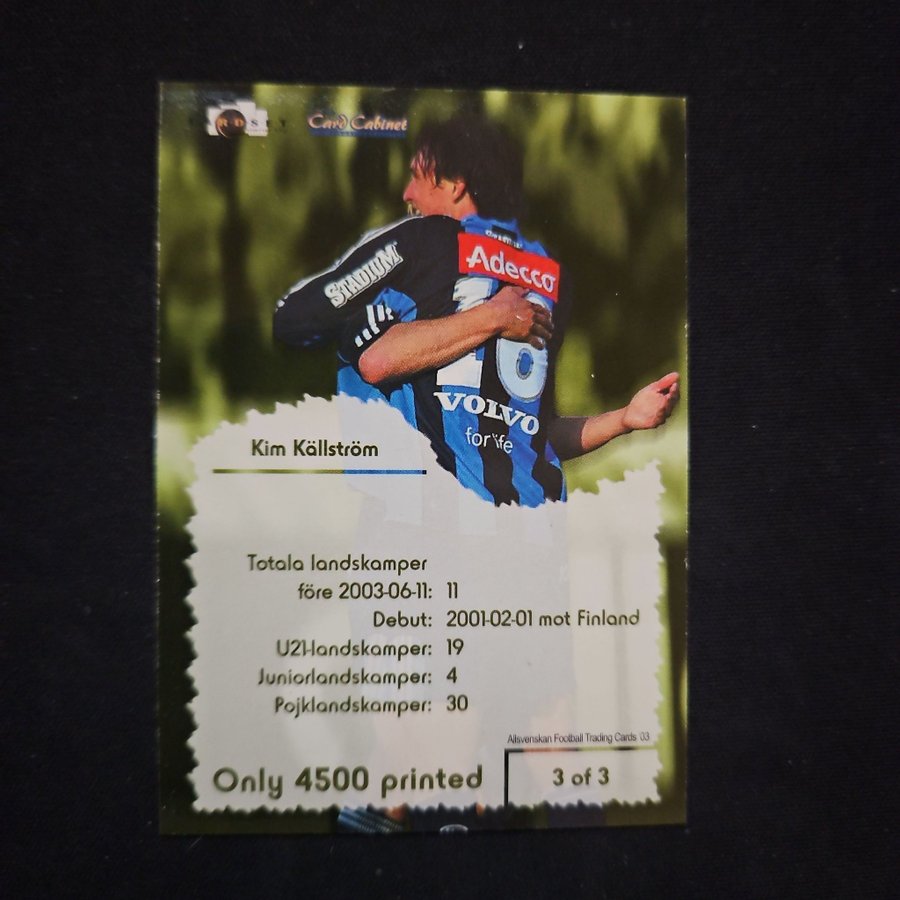 Card Cabinet
STADIUM
Adecco
16
VOLVO
for life
Kim Källström
Totala landskamper
före 2003-06-11: 11
Debut: 2001-02-01 mot Finland
U21-landskamper: 19
Juniorlandskamper: 4
Pojklandskamper: 30
Allsvenskan Football Trading Cards '03
Only 4500 printed
3 of 3